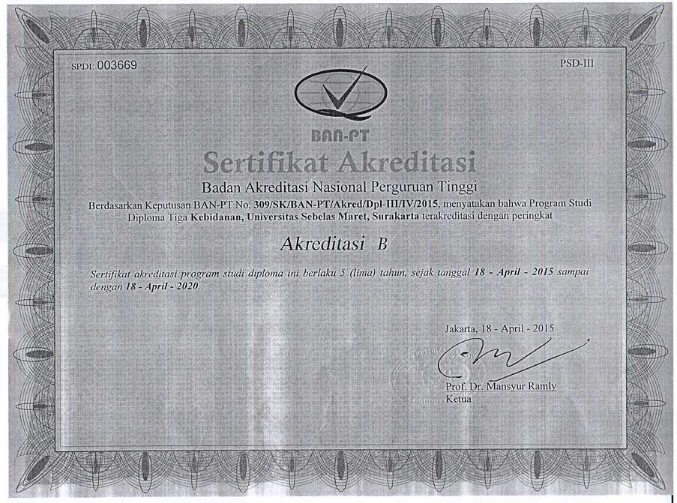 SPDI: 003669
PSD-III
BAN-PT
Sertifikat Akreditasi
Badan Akreditasi Nasional Perguruan Tinggi
Berdasarkan Keputusan BAN-PT No. 309/SK/BAN-PT/Akred/Dpl-III/IV/2015, menyatakan bahwa Program Studi
Diploma Tiga Kebidanan, Universitas Sebelas Maret, Surakarta terakreditasi dengan peringkat
Akreditasi B
Sertifikat akreditasi program studi diploma ini berlaku 5 (lima) tahun, sejak tanggal 18 - April - 2015 sampai
dengan 18 - April - 2020
Jakarta, 18 - April - 2015
Prof. Dr. Mansyur Ramly
Ketua